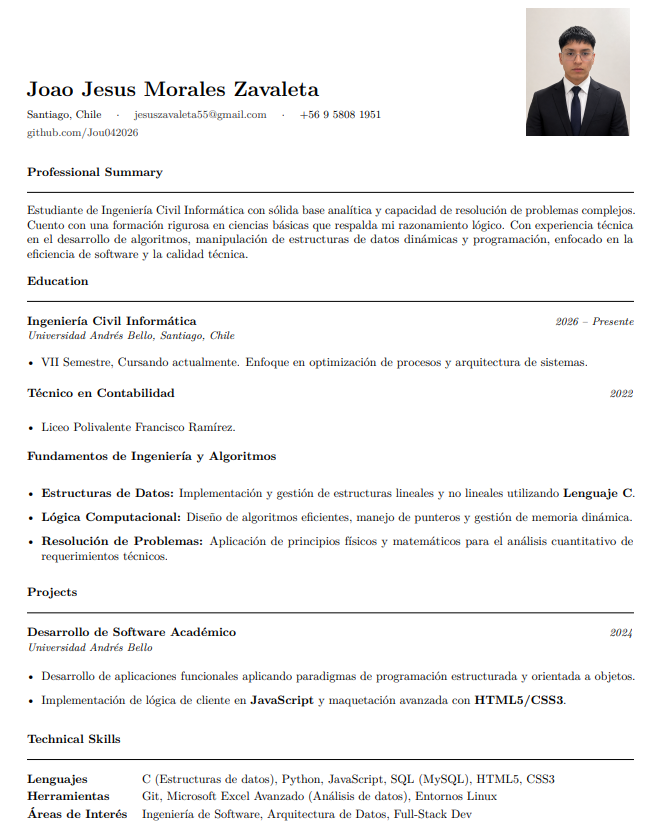 Joao Jesus Morales Zavaleta
Santiago, Chile · jesuszavaleta55@gmail.com · +56 9 5808 1951
github.com/Jou042026
Professional Summary
Estudiante de Ingeniería Civil Informática con sólida base analítica y capacidad de resolución de problemas complejos.
Cuento con una formación rigurosa en ciencias básicas que respalda mi razonamiento lógico. Con experiencia técnica
en el desarrollo de algoritmos, manipulación de estructuras de datos dinámicas y programación, enfocado en la
eficiencia de software y la calidad técnica.
Education
Ingeniería Civil Informática 2026 – Presente
Universidad Andrés Bello, Santiago, Chile
• VII Semestre, Cursando actualmente. Enfoque en optimización de procesos y arquitectura de sistemas.
Técnico en Contabilidad 2022
• Liceo Polivalente Francisco Ramírez.
Fundamentos de Ingeniería y Algoritmos
• Estructuras de Datos: Implementación y gestión de estructuras lineales y no lineales utilizando Lenguaje C.
• Lógica Computacional: Diseño de algoritmos eficientes, manejo de punteros y gestión de memoria dinámica.
• Resolución de Problemas: Aplicación de principios físicos y matemáticos para el análisis cuantitativo de
requerimientos técnicos.
Projects
Desarrollo de Software Académico 2024
Universidad Andrés Bello
• Desarrollo de aplicaciones funcionales aplicando paradigmas de programación estructurada y orientada a objetos.
• Implementación de lógica de cliente en JavaScript y maquetación avanzada con HTML5/CSS3.
Technical Skills
Lenguajes C (Estructuras de datos), Python, JavaScript, SQL (MySQL), HTML5, CSS3
Herramientas Git, Microsoft Excel Avanzado (Análisis de datos), Entornos Linux
Áreas de Interés Ingeniería de Software, Arquitectura de Datos, Full-Stack Dev